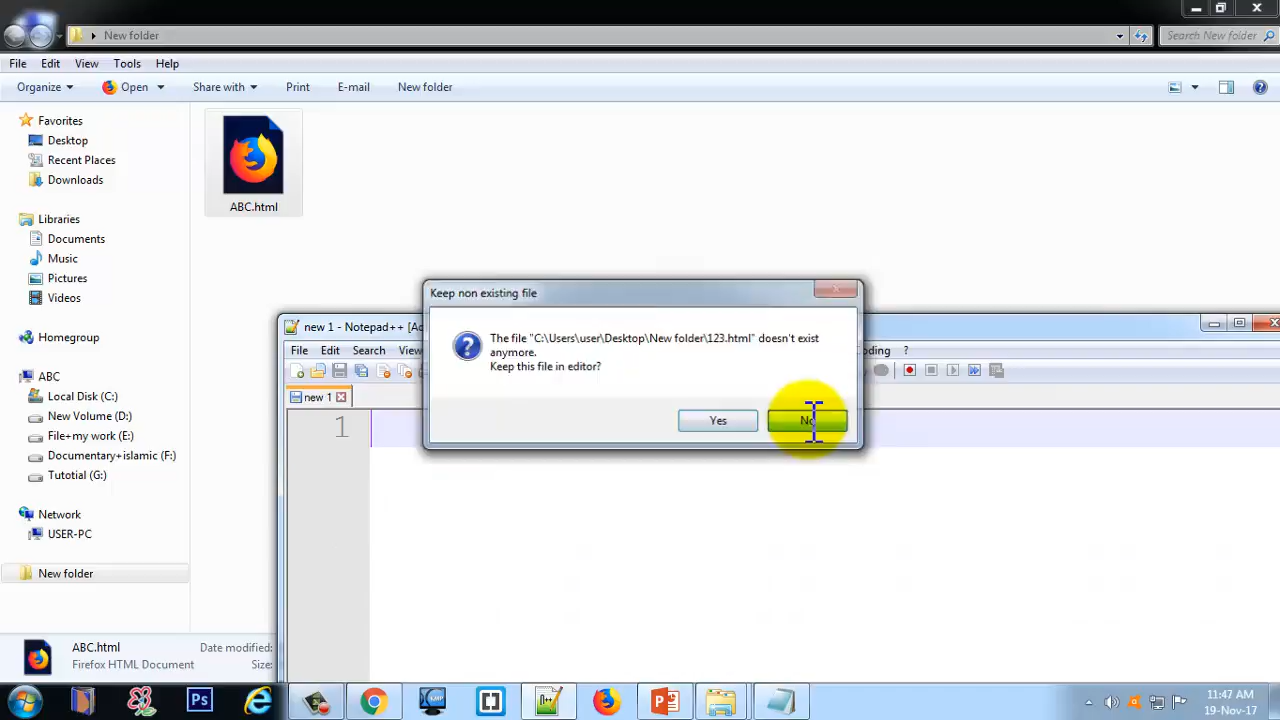 New folder
Search New folder
File Edit View Tools Help
Organize Open Share with Print E-mail New folder
Favorites
Desktop
Recent Places
Downloads
Libraries
Documents
Music
Pictures
Videos
Homegroup
ABC
Local Disk (C:)
New Volume (D:)
File+my work (E:)
Documentary+islamic (F:)
Tutotial (G:)
Network
USER-PC
New folder
ABC.html
Keep non existing file
The file "C:\Users\user\Desktop\New folder\123.html" doesn't exist
anymore.
Keep this file in editor?
Yes No
new 1 - Notepad++ [Ad
File Edit Search View oding ?
new 1
1
ABC.html Date modified:
Firefox HTML Document Size:
Ps
11:47 AM
19-Nov-17